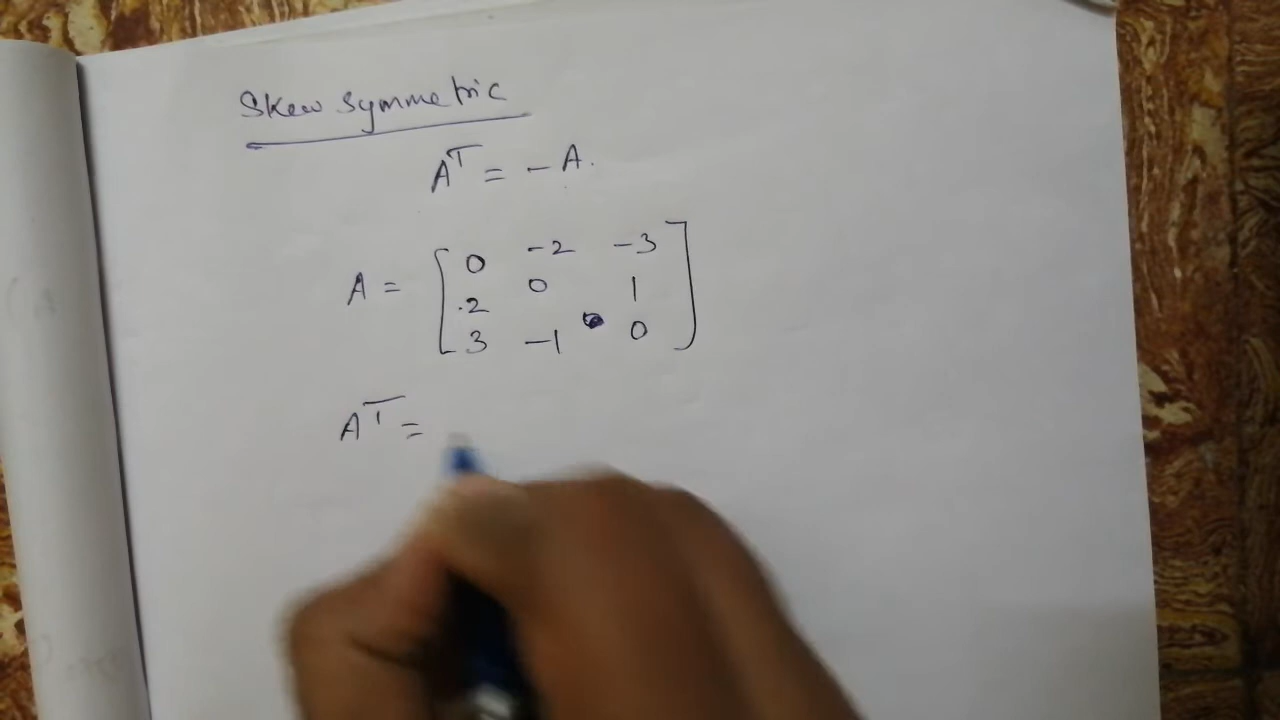 Skew symmetric
A^T = - A.
A = [ 0 -2 -3
.2 0 1
3 -1 0 ]
A^T =